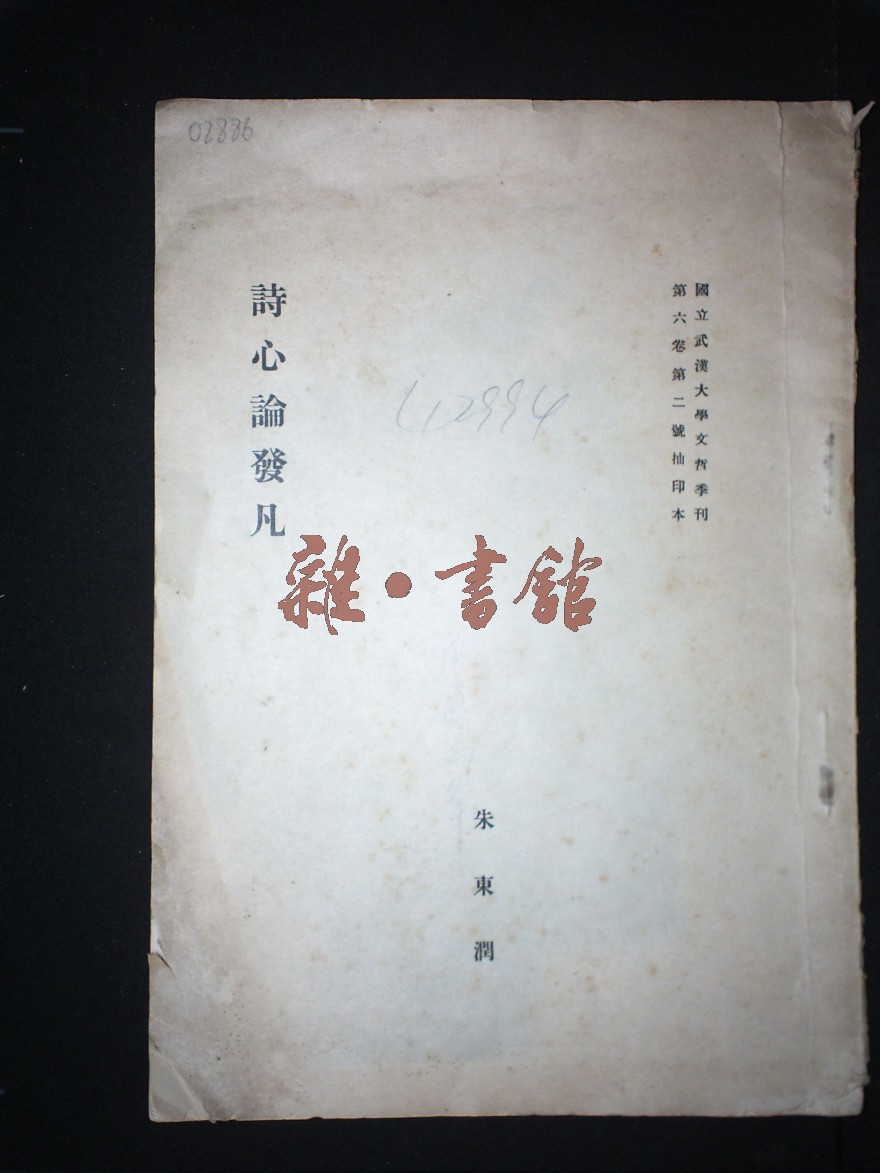 02886
國立武漢大學文哲季刊
第六卷第二號抽印本
詩心論發凡
412994
雜·書館
朱東潤